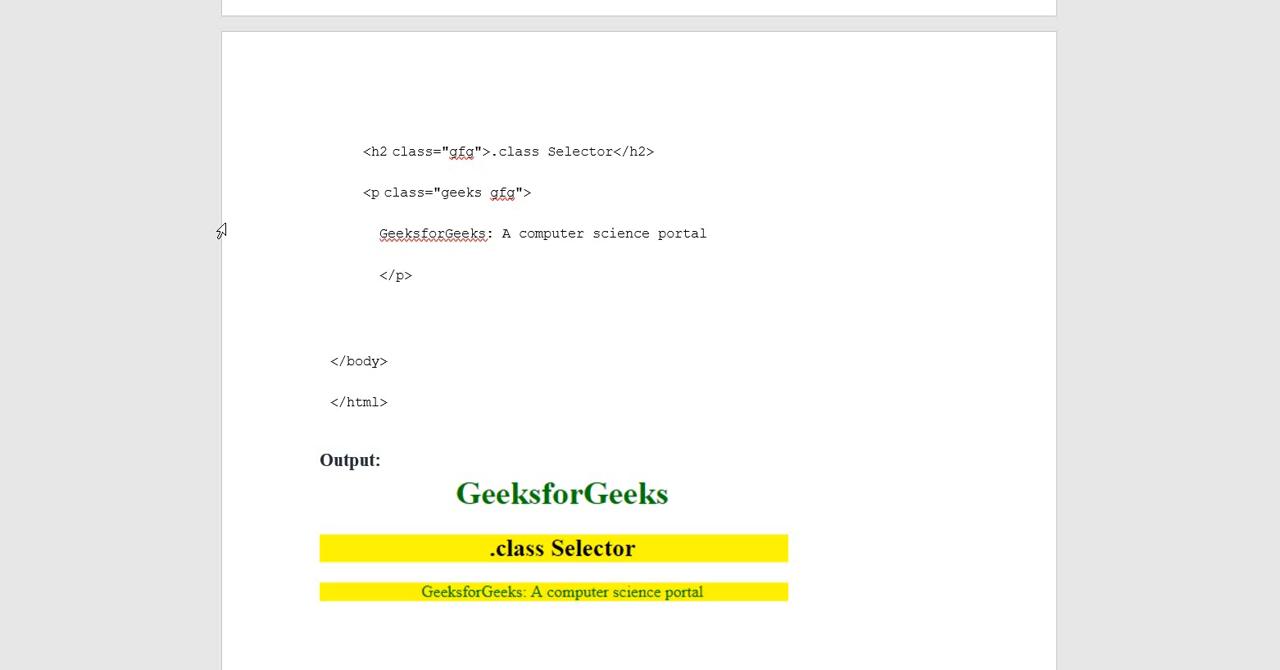 <h2 class="gfg">.class Selector</h2>
<p class="geeks gfg">
GeeksforGeeks: A computer science portal
</p>
</body>
</html>
Output:
GeeksforGeeks
.class Selector
GeeksforGeeks: A computer science portal